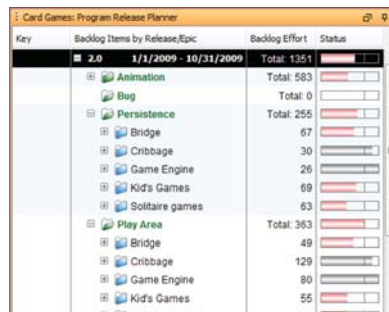 Card Games: Program Release Planner
Key Backlog Items by Release/Epic Backlog Effort Status
2.0 1/1/2009 - 10/31/2009 Total: 1351
Animation Total: 583
Bug Total: 0
Persistence Total: 255
Bridge 67
Cribbage 30
Game Engine 26
Kid's Games 69
Solitaire games 63
Play Area Total: 363
Bridge 49
Cribbage 129
Game Engine 80
Kid's Games 55